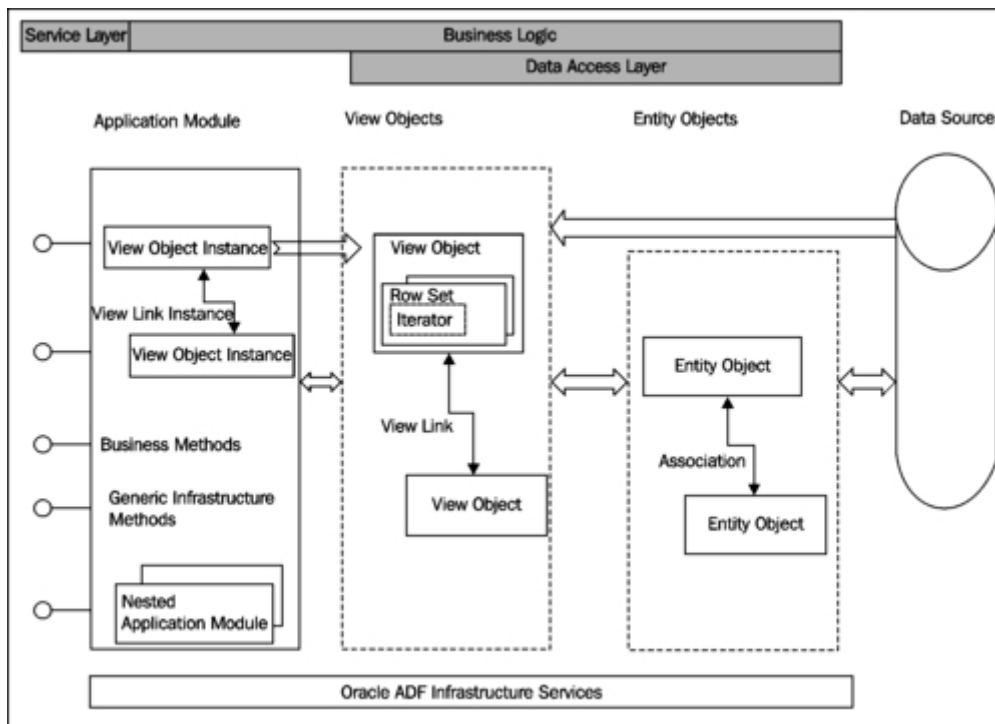 Service Layer
Business Logic
Data Access Layer
Application Module
View Objects
Entity Objects
Data Source
View Object Instance
View Link Instance
View Object Instance
Business Methods
Generic Infrastructure
Methods
Nested
Application Module
View Object
Row Set
Iterator
View Link
View Object
Entity Object
Association
Entity Object
Oracle ADF Infrastructure Services